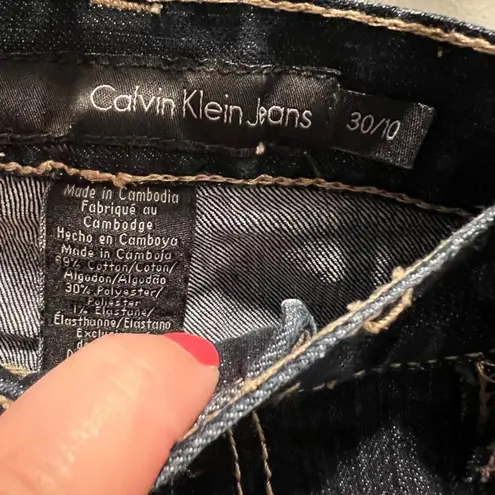 Calvin Klein Jeans 30/10
Made in Cambodia
Fabriqué au
Cambodge
Hecho en Camboya
Made in Camboja
69% Cotton/Coton/
Algodon/Algodão
30% Polyester/
Poliester
1% Elastane/
Élasthanne/Elastano